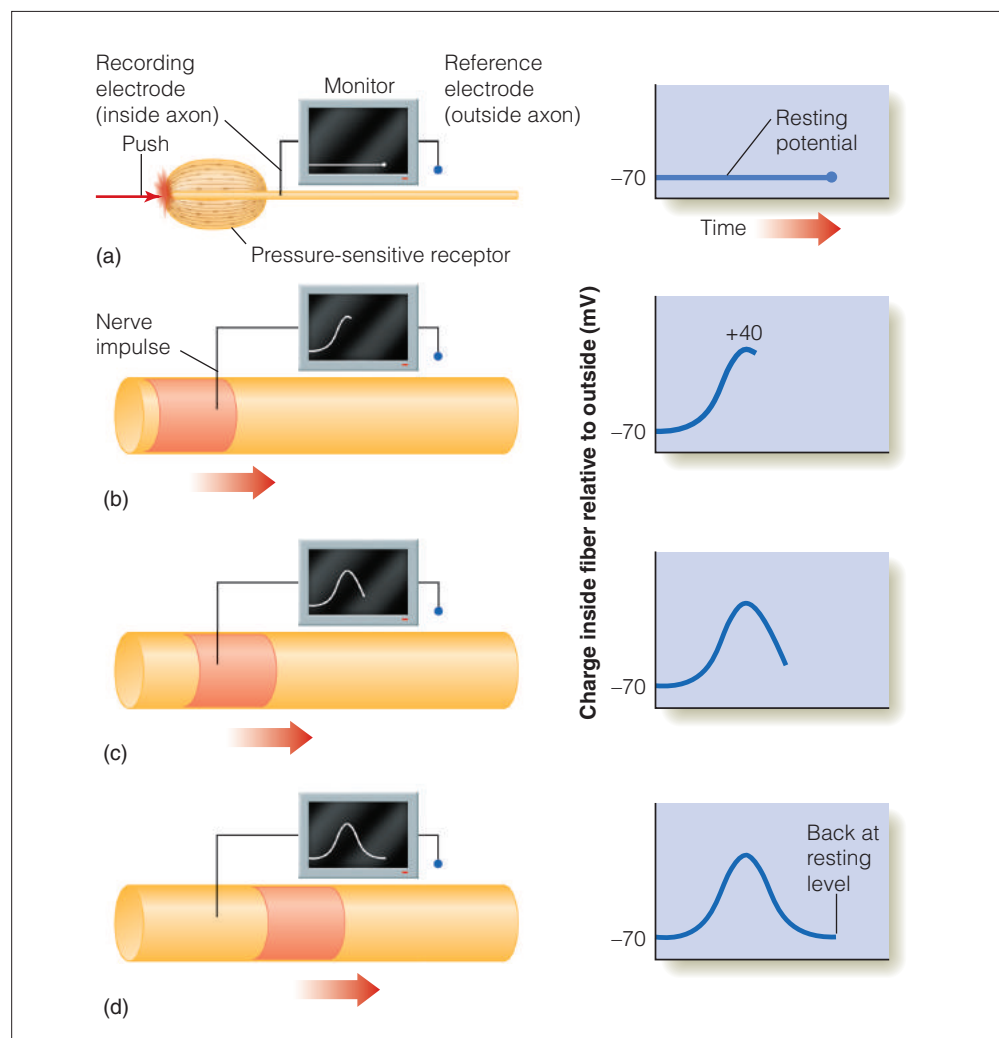 Recording
electrode
(inside axon)
Monitor
Reference
electrode
(outside axon)
Push
Pressure-sensitive receptor
(a)
Resting
potential
–70
Time
Nerve
impulse
(b)
+40
–70
Charge inside fiber relative to outside (mV)
(c)
–70
(d)
Back at
resting
level
–70